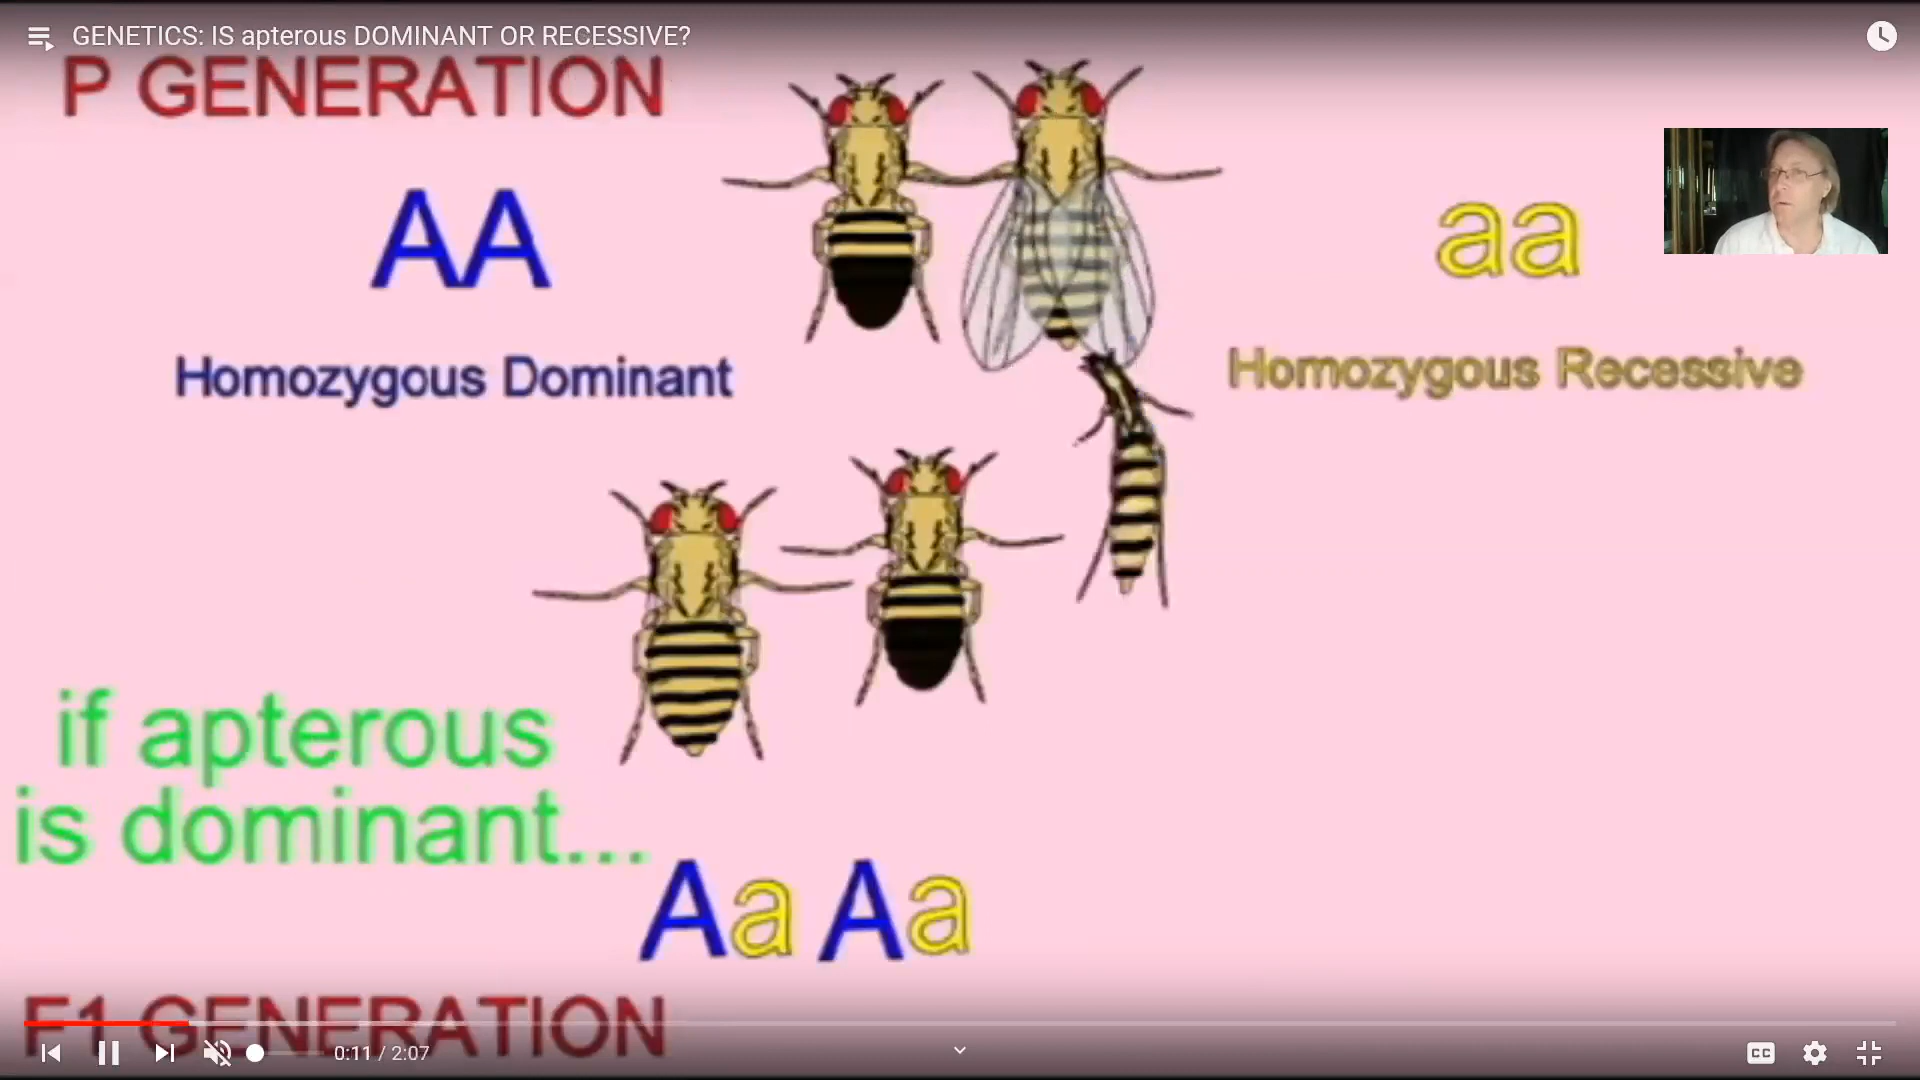 GENETICS: IS apterous DOMINANT OR RECESSIVE?
P GENERATION
AA
aa
Homozygous Dominant
Homozygous Recessive
if apterous
is dominant...
Aa Aa
F1 GENERATION
0:11 / 2:07
CC